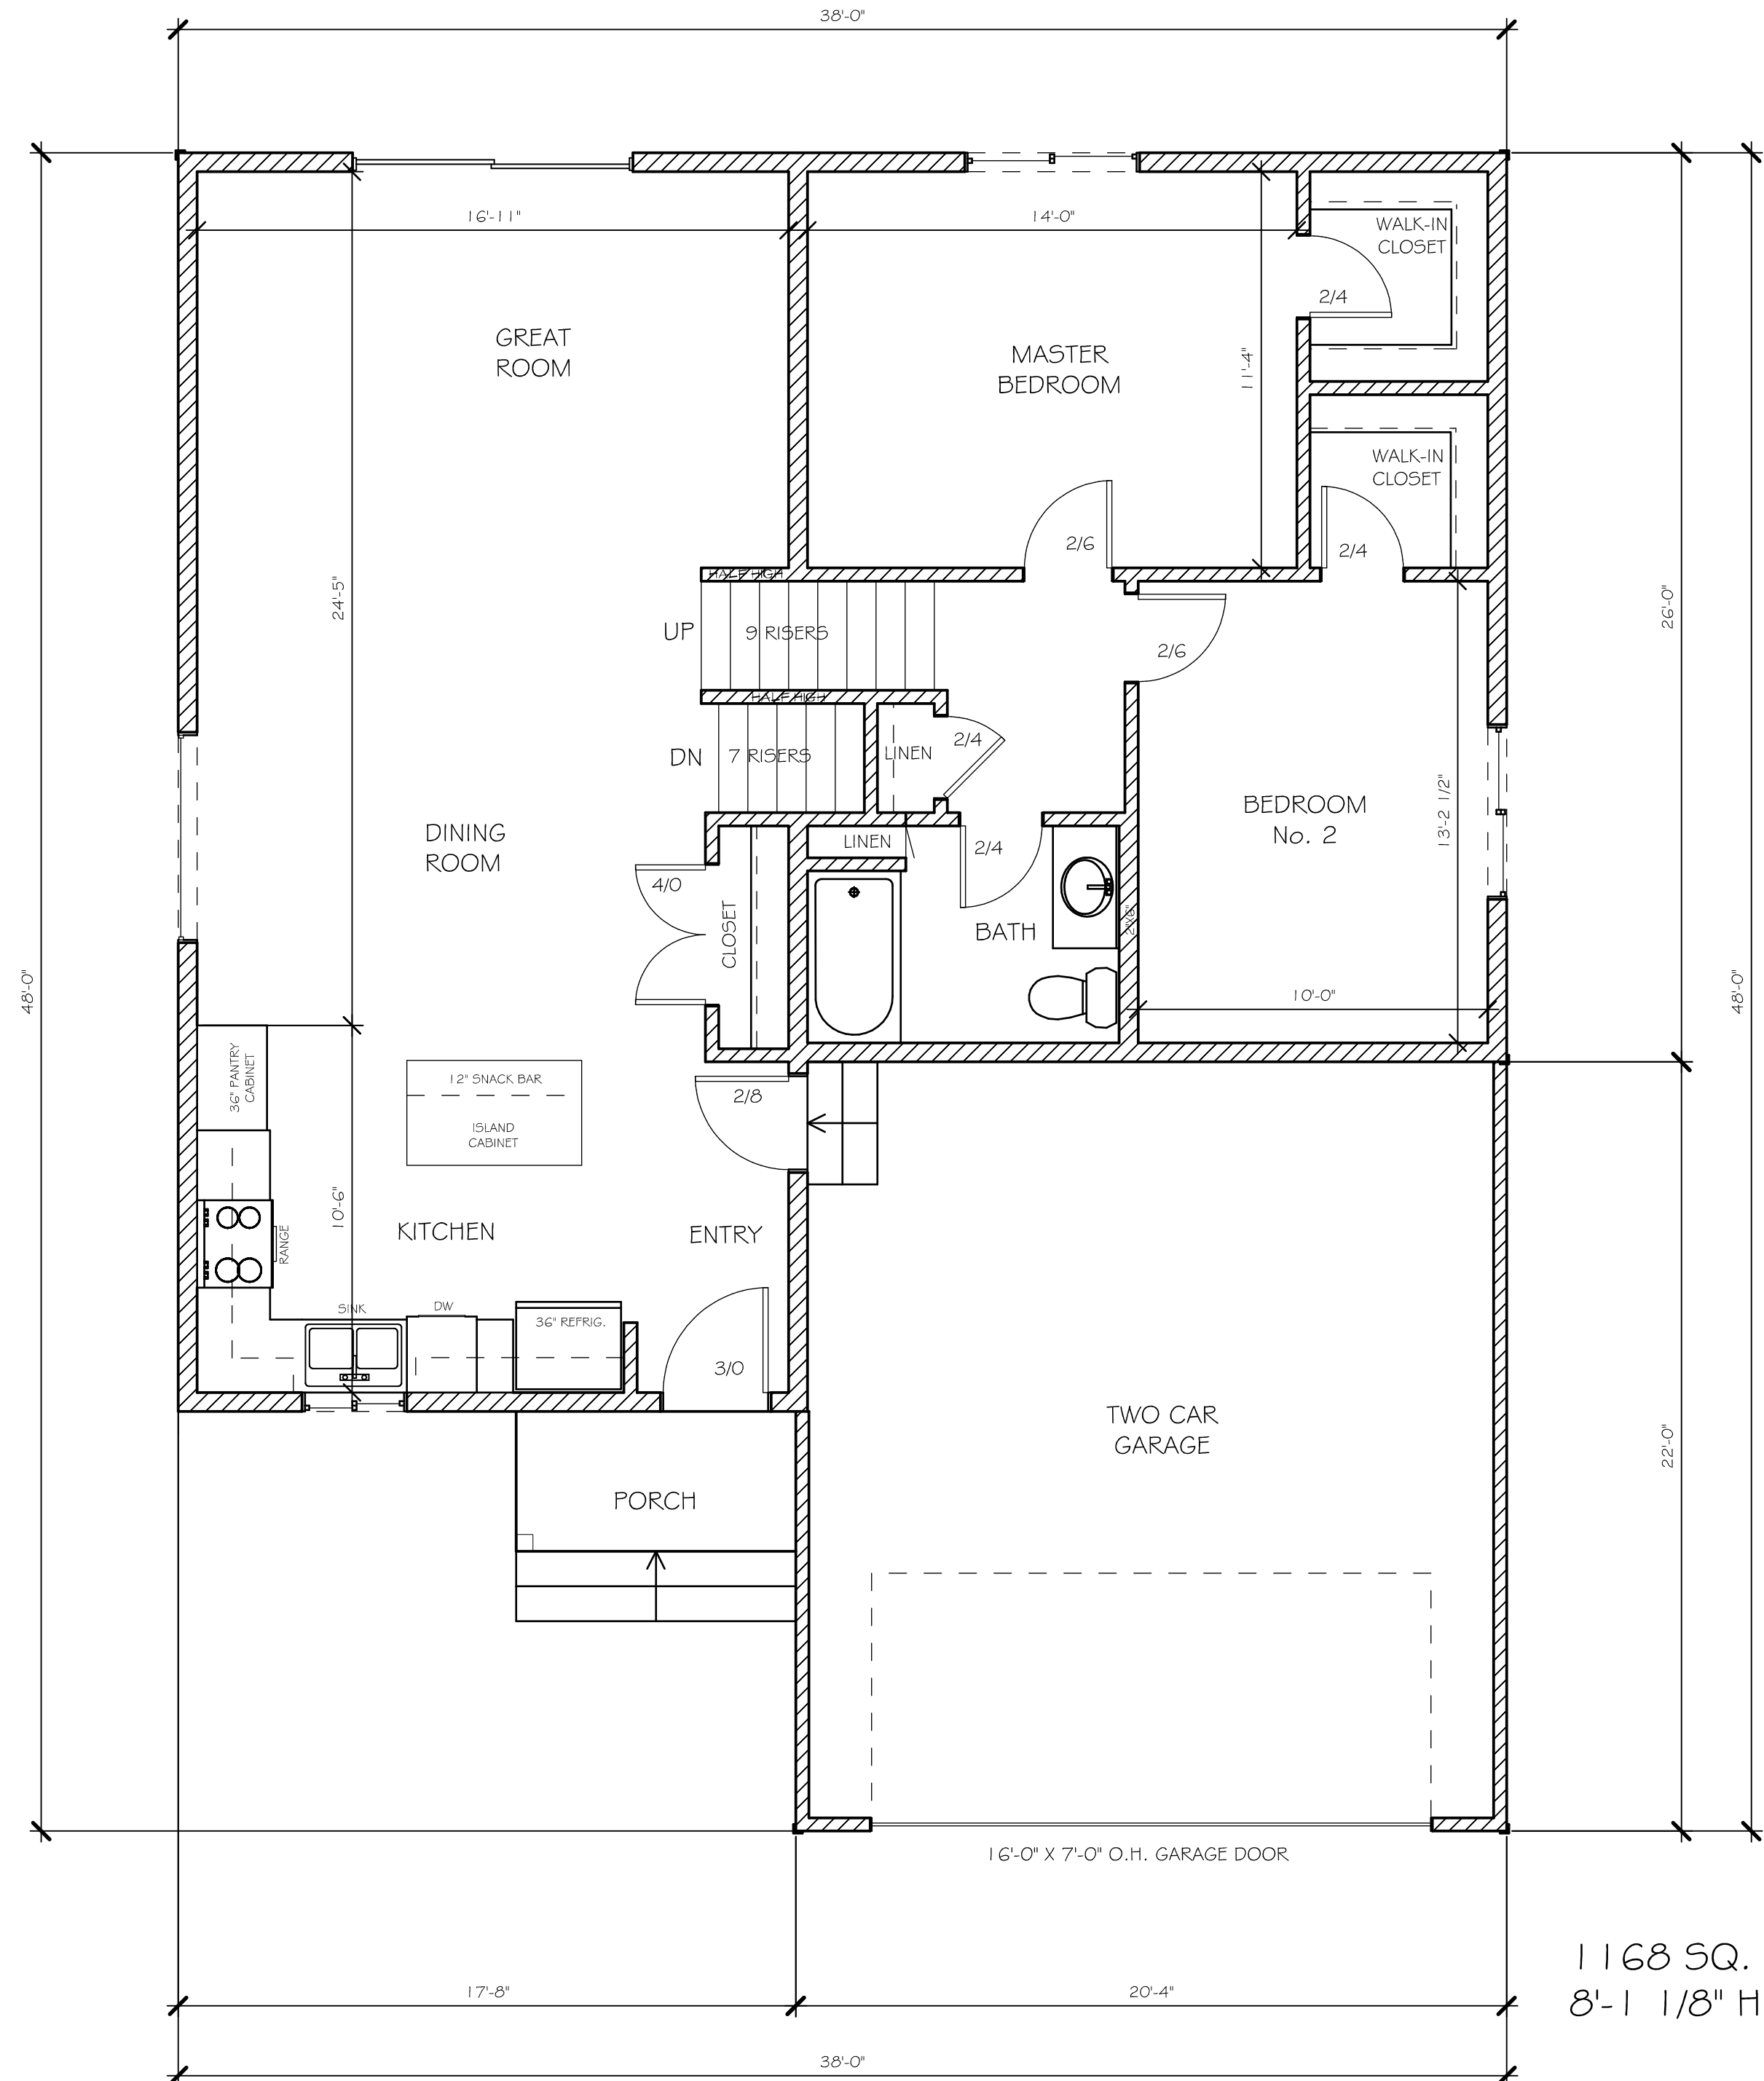 38'-0"
16'-11"
14'-0"
WALK-IN
CLOSET
2/4
GREAT
ROOM
MASTER
BEDROOM
11'-4"
WALK-IN
CLOSET
2/6
2/4
HALF HIGH
24'-5"
26'-0"
UP
9 RISERS
2/6
HALF HIGH
DN
7 RISERS
LINEN
2/4
BEDROOM
No. 2
13'-2 1/2"
DINING
ROOM
LINEN
2/4
4/0
CLOSET
BATH
2"X6"
48'-0"
48'-0"
10'-0"
36" PANTRY
CABINET
12" SNACK BAR
ISLAND
CABINET
2/8
10'-6"
KITCHEN
ENTRY
RANGE
SINK
DW
36" REFRIG.
3/0
TWO CAR
GARAGE
22'-0"
PORCH
16'-0" X 7'-0" O.H. GARAGE DOOR
1168 SQ.
8'-1 1/8" H
17'-8"
20'-4"
38'-0"